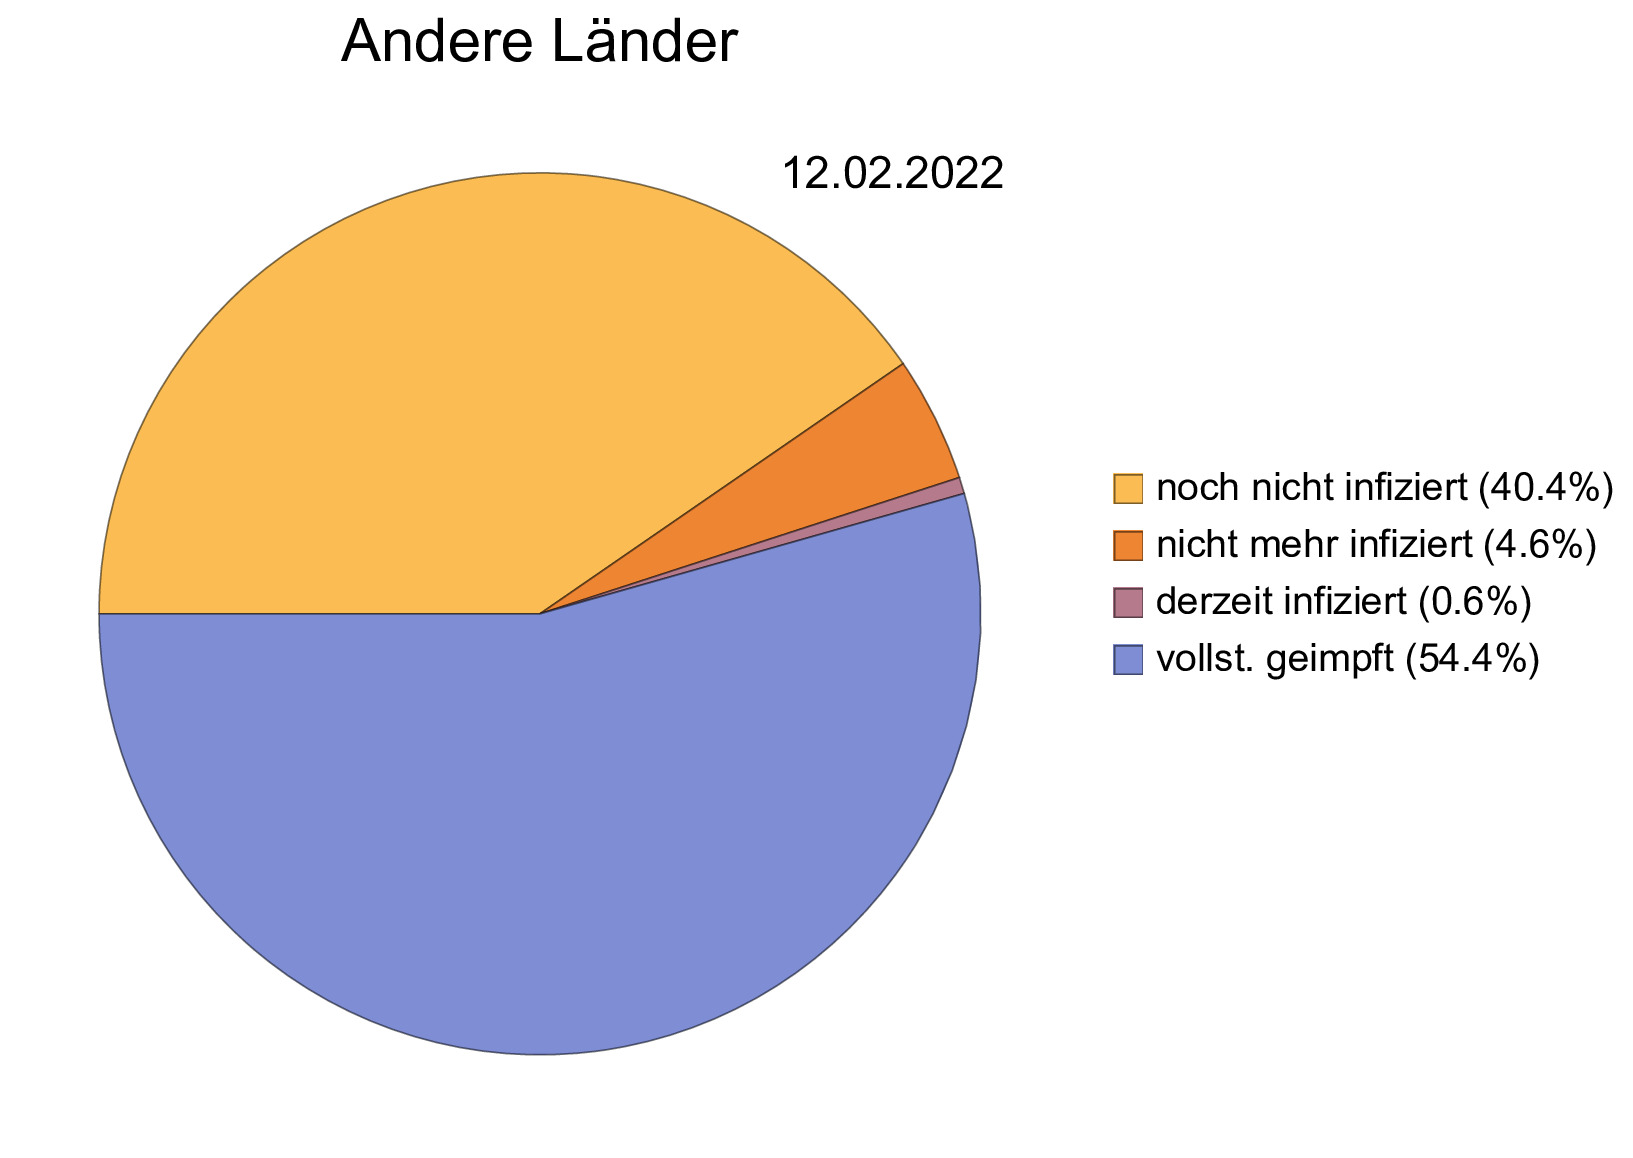 Andere Länder
12.02.2022
noch nicht infiziert (40.4%)
nicht mehr infiziert (4.6%)
derzeit infiziert (0.6%)
vollst. geimpft (54.4%)